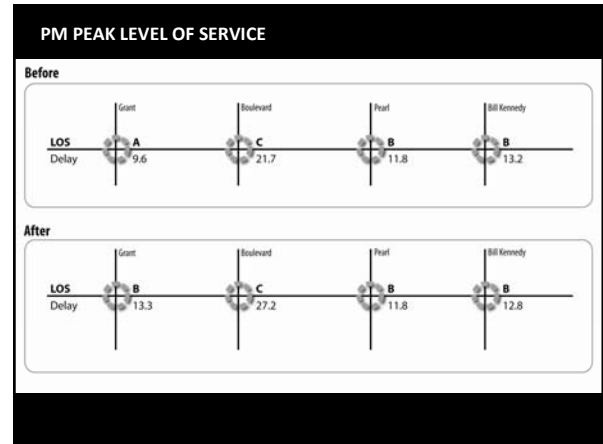 PM PEAK LEVEL OF SERVICE
Before
Grant Boulevard Pearl Bill Kennedy
LOS A C B B
Delay 9.6 21.7 11.8 13.2
After
Grant Boulevard Pearl Bill Kennedy
LOS B C B B
Delay 13.3 27.2 11.8 12.8